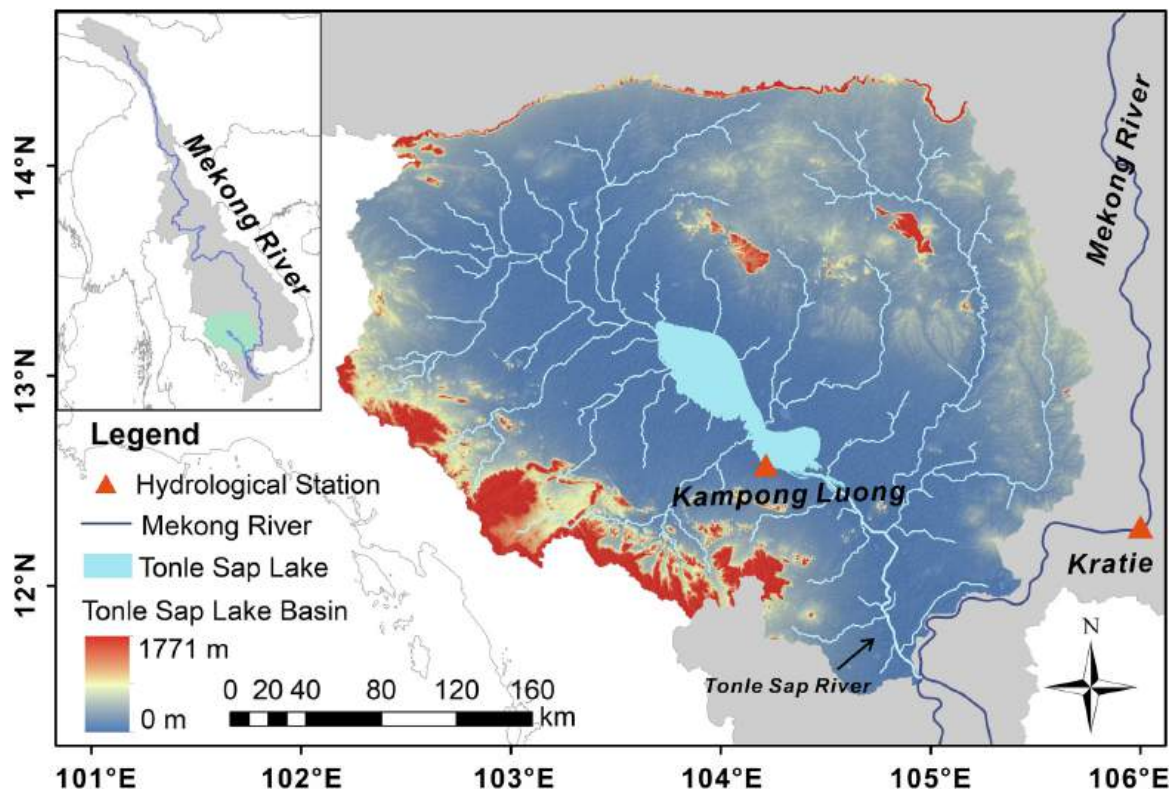 Mekong River
Mekong River
14°N
13°N
12°N
Legend
Hydrological Station
Mekong River
Tonle Sap Lake
Tonle Sap Lake Basin
1771 m
0 m
0 20 40 80 120 160
km
Kampong Luong
Kratie
Tonle Sap River
N
101°E 102°E 103°E 104°E 105°E 106°E